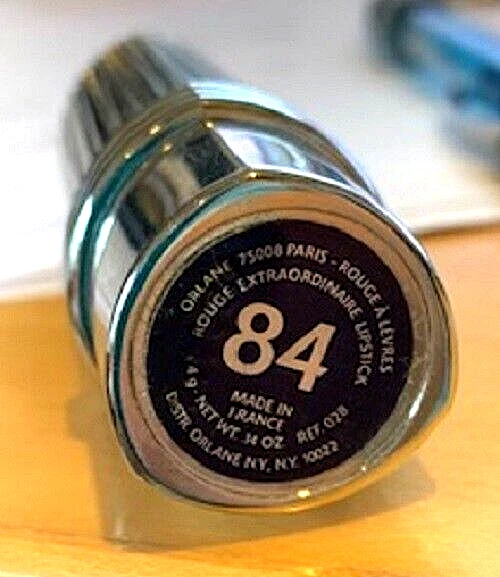 ORLANE 75008 PARIS - ROUGE À LÈVRES
ROUGE EXTRAORDINAIRE LIPSTICK
84
MADE IN
FRANCE
4 g - NET WT. .14 OZ. REF. 028
DISTR. ORLANE NY, N.Y. 10022